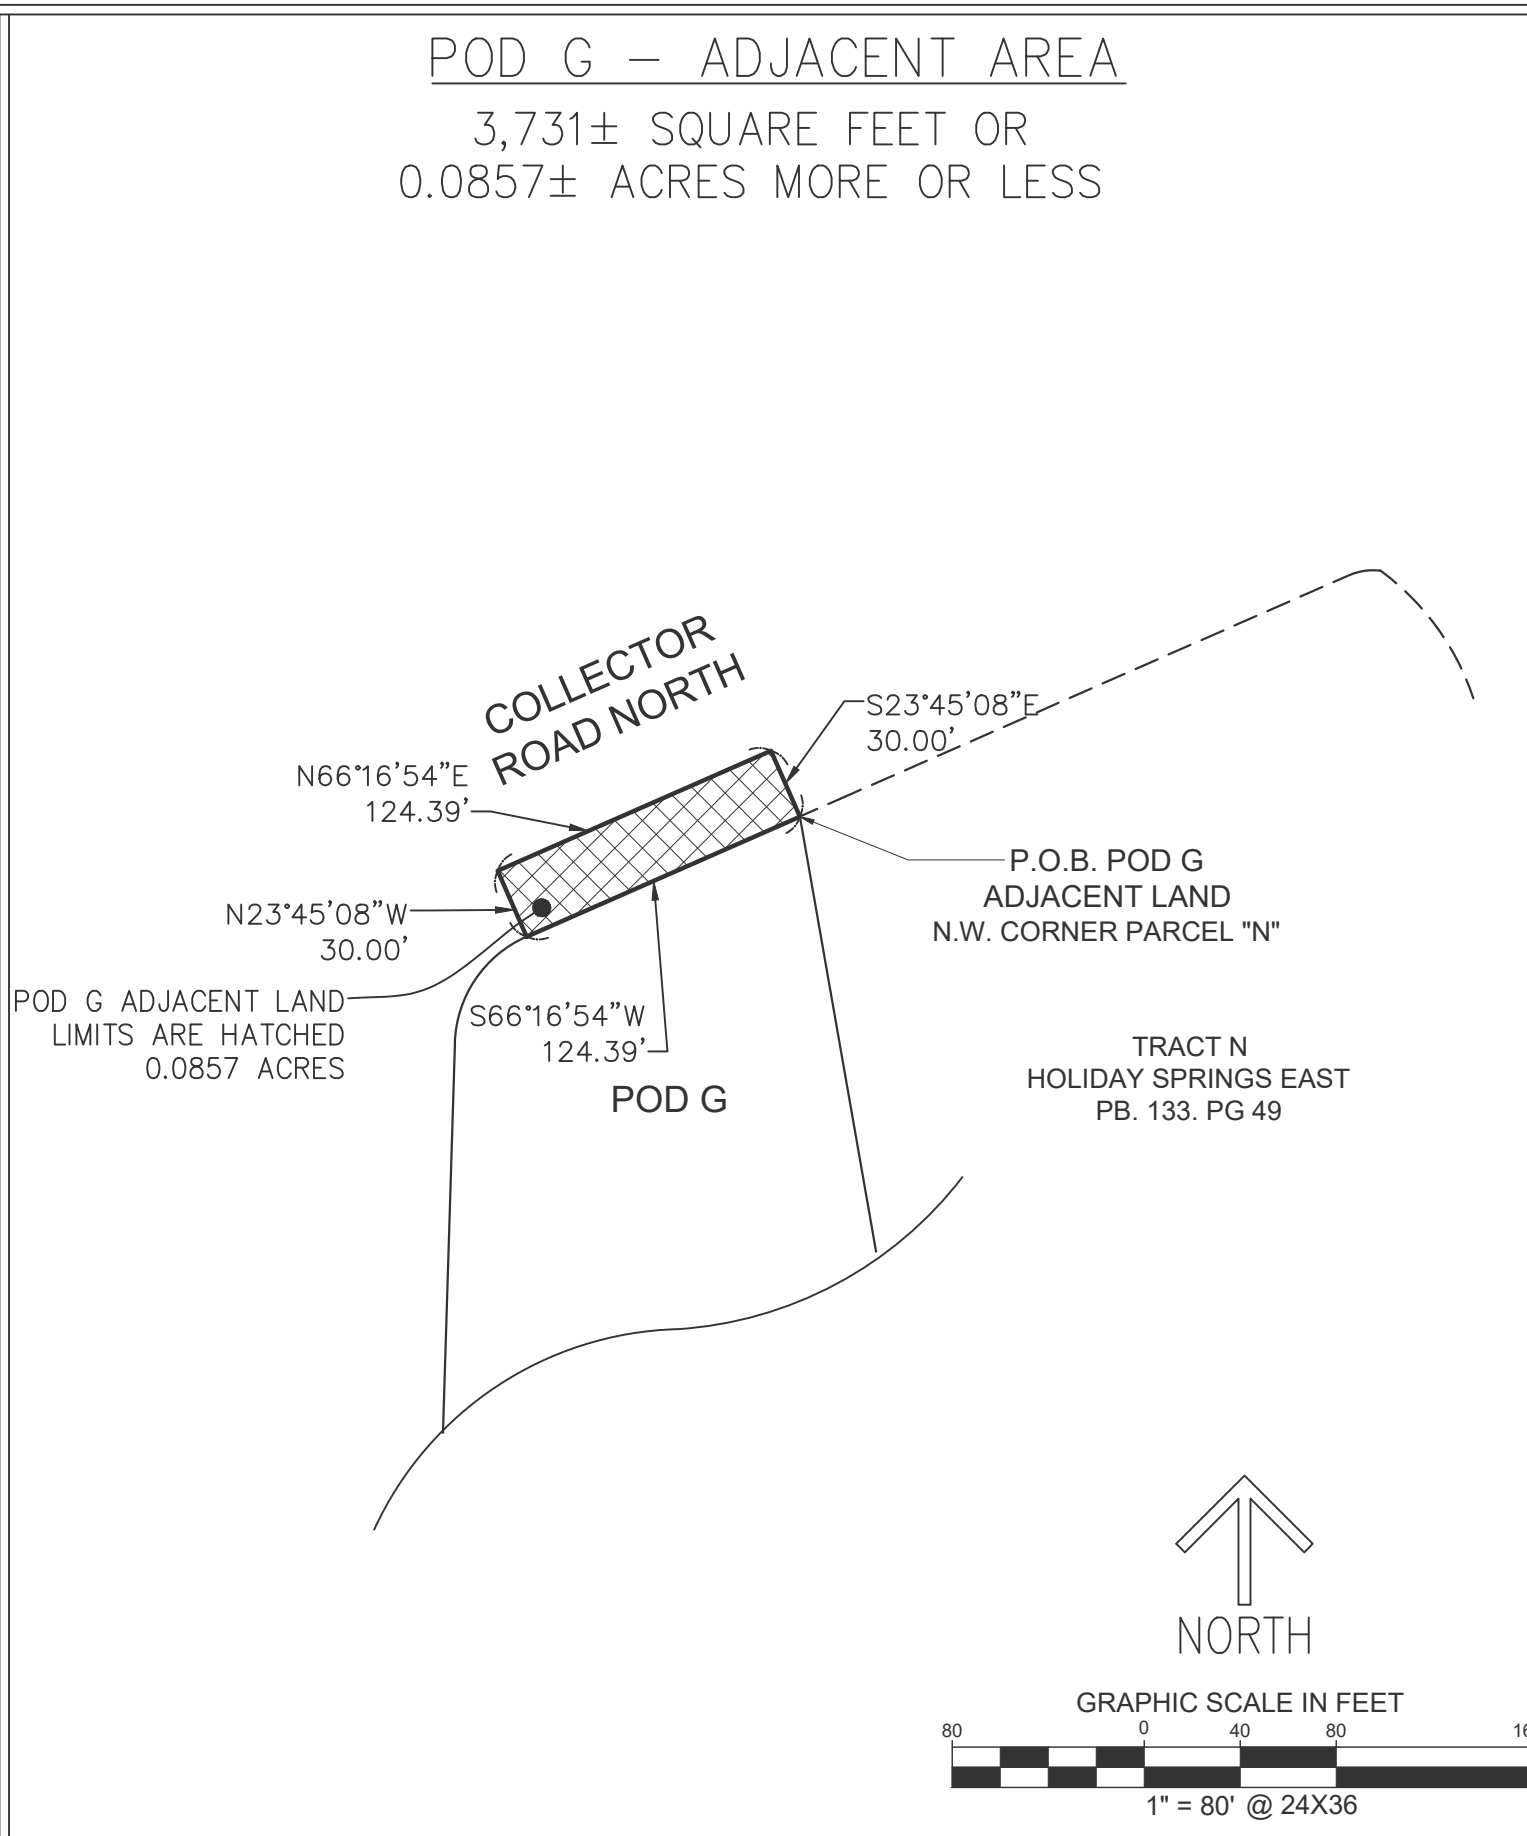 POD G – ADJACENT AREA
3,731± SQUARE FEET OR
0.0857± ACRES MORE OR LESS
COLLECTOR
ROAD NORTH
S23°45'08"E
30.00'
N66°16'54"E
124.39'
P.O.B. POD G
ADJACENT LAND
N.W. CORNER PARCEL "N"
N23°45'08"W
30.00'
POD G ADJACENT LAND
LIMITS ARE HATCHED
0.0857 ACRES
S66°16'54"W
124.39'
POD G
TRACT N
HOLIDAY SPRINGS EAST
PB. 133. PG 49
NORTH
GRAPHIC SCALE IN FEET
80 0 40 80
1" = 80' @ 24X36